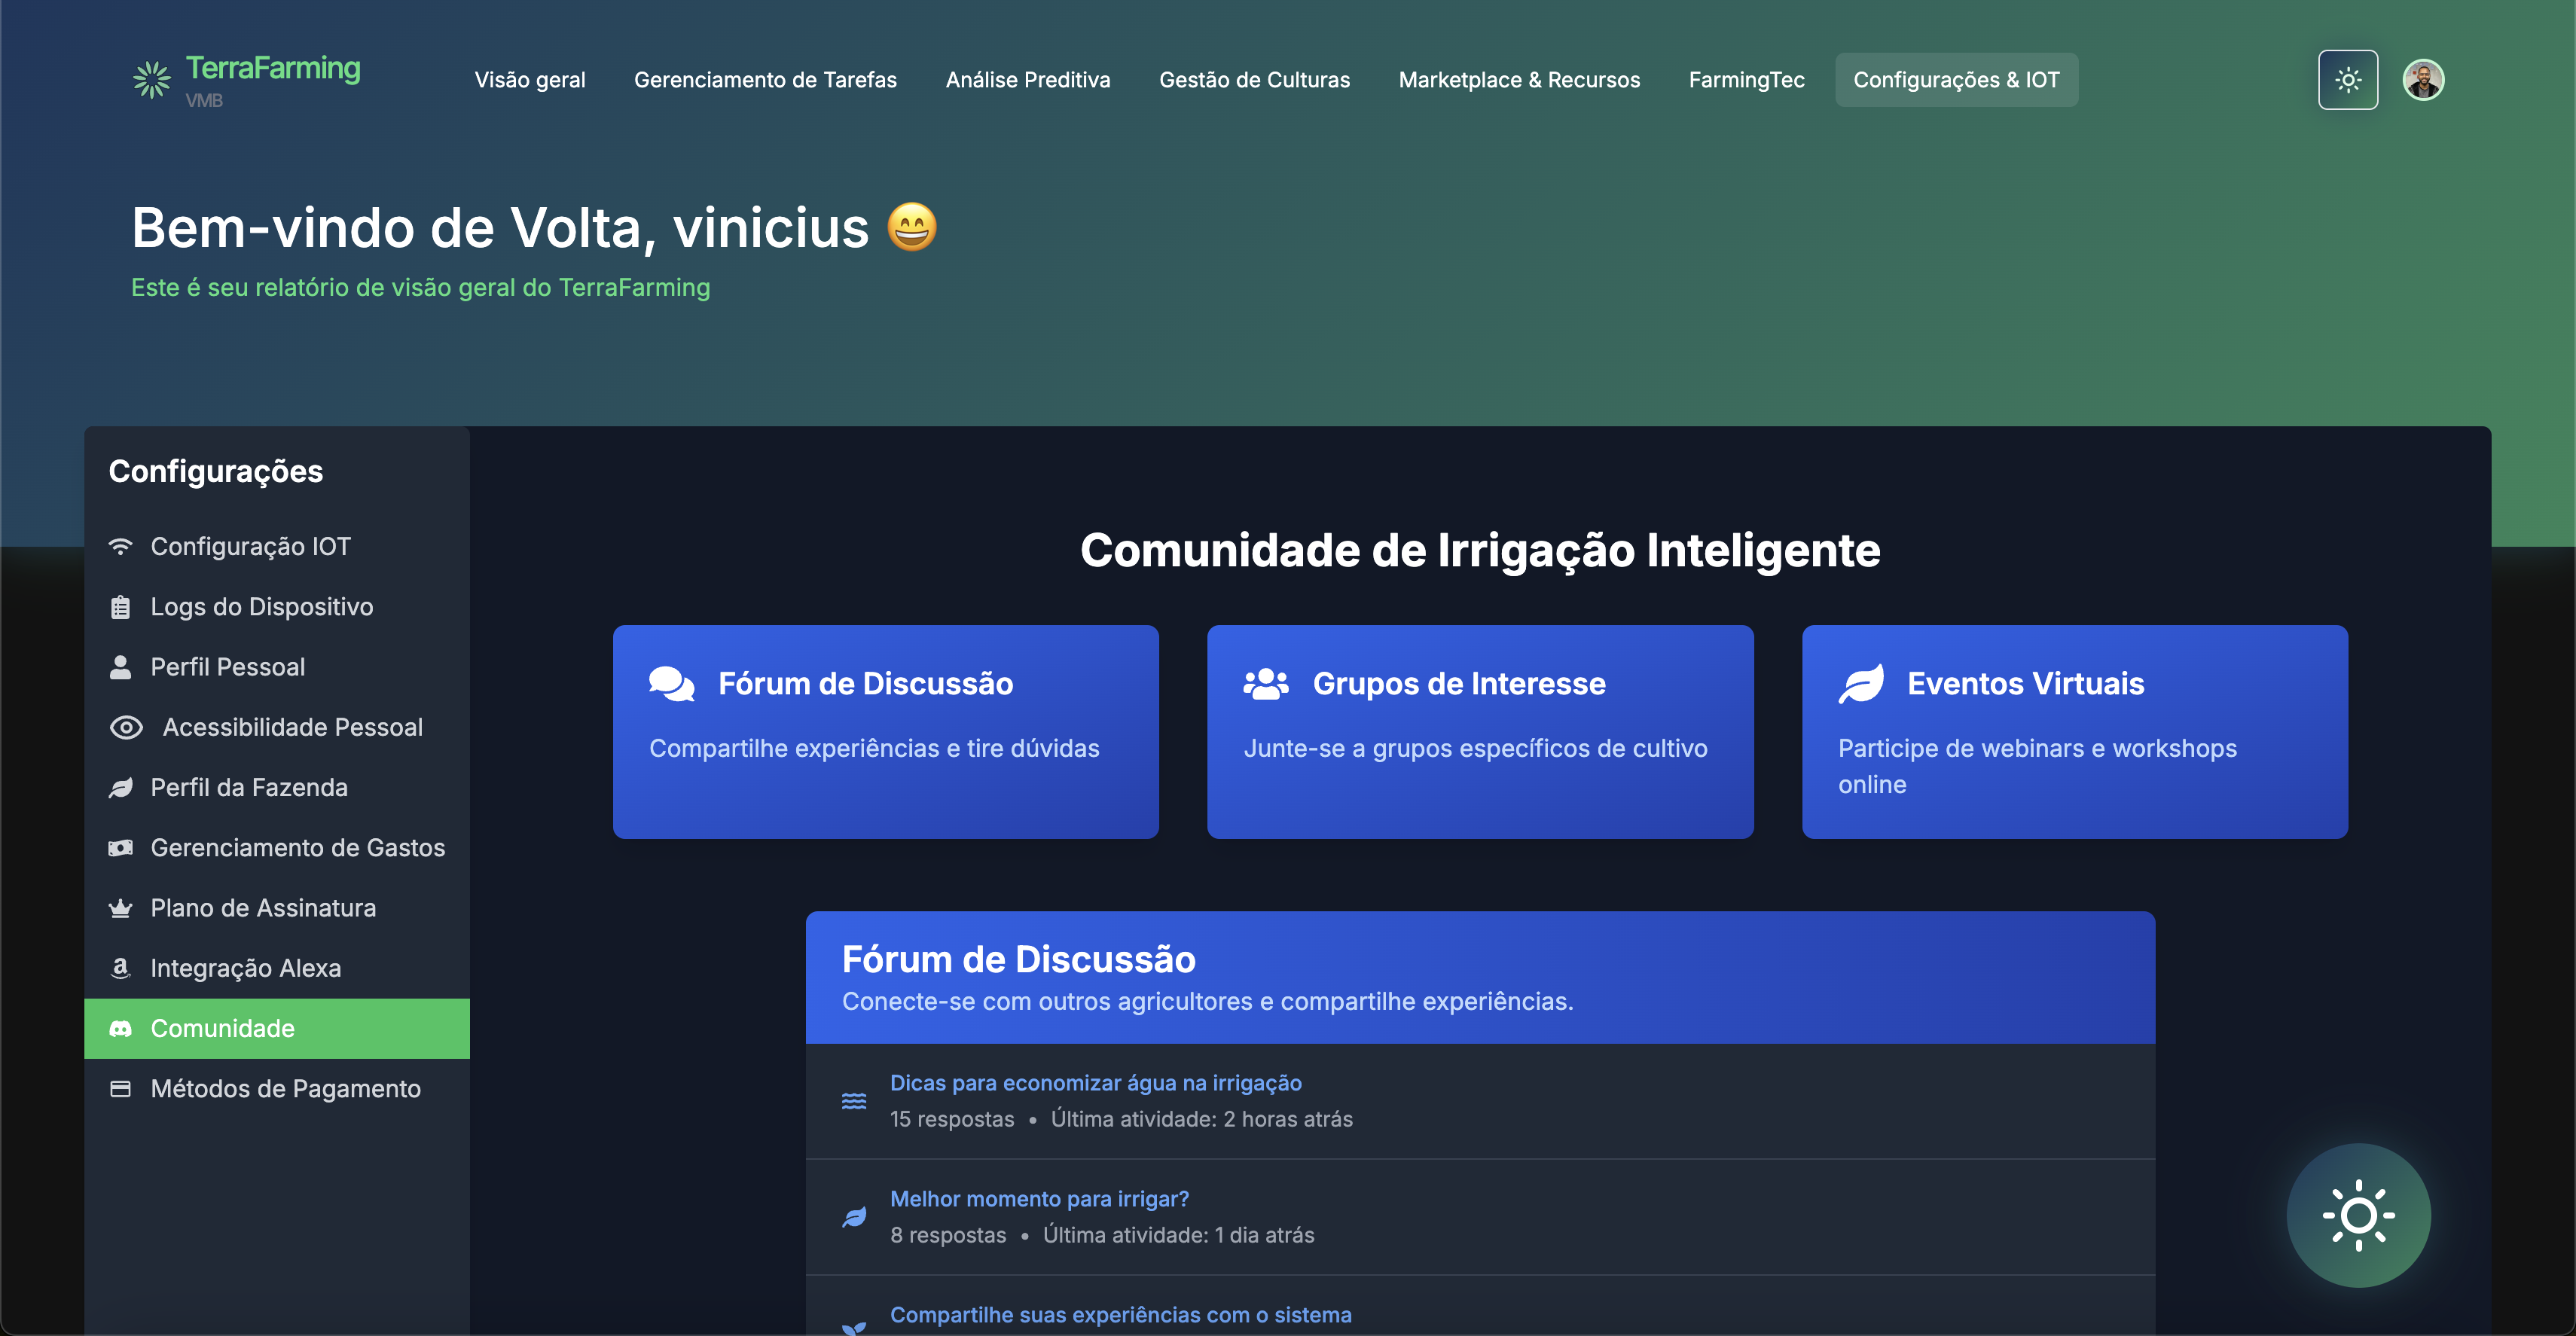 TerraFarming
VMB
Visão geral
Gerenciamento de Tarefas
Análise Preditiva
Gestão de Culturas
Marketplace & Recursos
FarmingTec
Configurações & IOT
Bem-vindo de Volta, vinicius 😄
Este é seu relatório de visão geral do TerraFarming
Configurações
Configuração IOT
Logs do Dispositivo
Perfil Pessoal
Acessibilidade Pessoal
Perfil da Fazenda
Gerenciamento de Gastos
Plano de Assinatura
Integração Alexa
Comunidade
Métodos de Pagamento
Comunidade de Irrigação Inteligente
Fórum de Discussão
Compartilhe experiências e tire dúvidas
Grupos de Interesse
Junte-se a grupos específicos de cultivo
Eventos Virtuais
Participe de webinars e workshops
online
Fórum de Discussão
Conecte-se com outros agricultores e compartilhe experiências.
Dicas para economizar água na irrigação
15 respostas • Última atividade: 2 horas atrás
Melhor momento para irrigar?
8 respostas • Última atividade: 1 dia atrás
Compartilhe suas experiências com o sistema